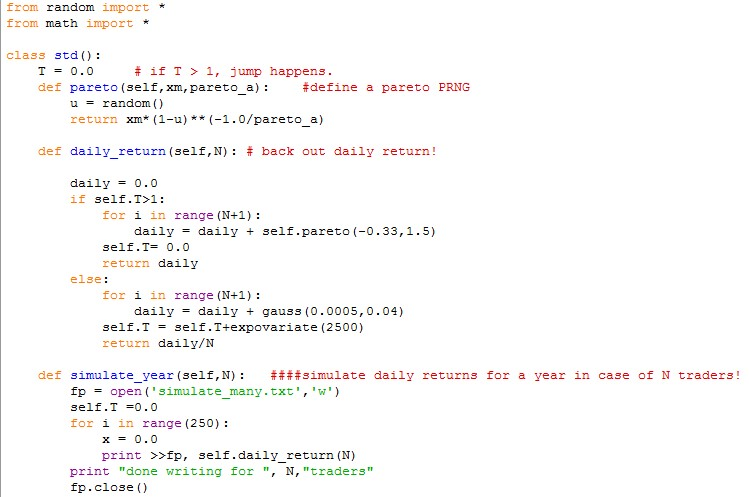 from random import *
from math import *
class std():
    T = 0.0     # if T > 1, jump happens.
    def pareto(self,xm,pareto_a):    #define a pareto PRNG
        u = random()
        return xm*(1-u)**(-1.0/pareto_a)
    def daily_return(self,N): # back out daily return!
        daily = 0.0
        if self.T>1:
            for i in range(N+1):
                daily = daily + self.pareto(-0.33,1.5)
            self.T= 0.0
            return daily
        else:
            for i in range(N+1):
                daily = daily + gauss(0.0005,0.04)
            self.T = self.T+expovariate(2500)
            return daily/N
    def simulate_year(self,N):   ####simulate daily returns for a year in case of N traders!
        fp = open('simulate_many.txt','w')
        self.T =0.0
        for i in range(250):
            x = 0.0
            print >>fp, self.daily_return(N)
        print "done writing for ", N,"traders"
        fp.close()